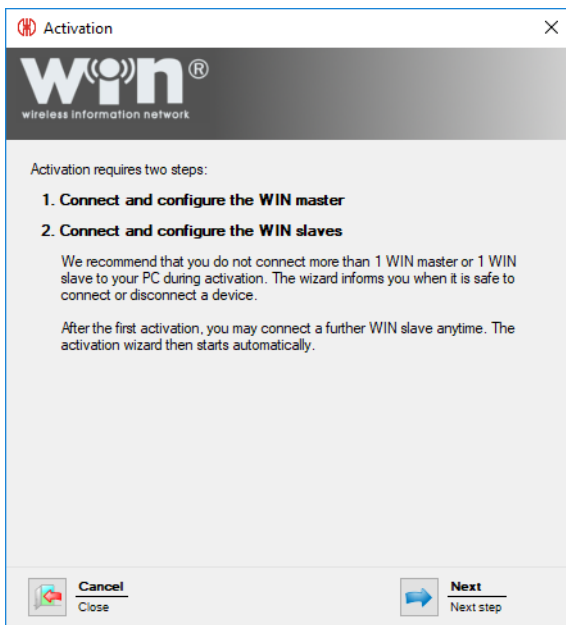 Activation
win®
wireless information network
Activation requires two steps:
1. Connect and configure the WIN master
2. Connect and configure the WIN slaves
We recommend that you do not connect more than 1 WIN master or 1 WIN
slave to your PC during activation. The wizard informs you when it is safe to
connect or disconnect a device.
After the first activation, you may connect a further WIN slave anytime. The
activation wizard then starts automatically.
Cancel
Close
Next
Next step